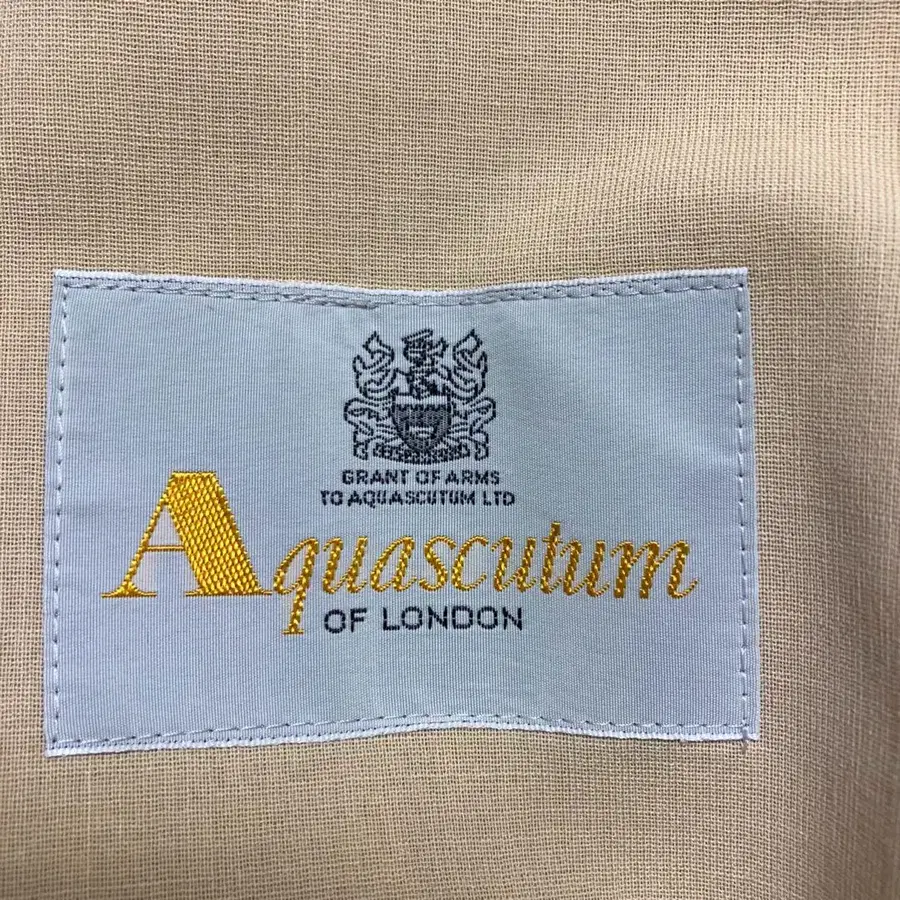 GRANT OF ARMS
TO AQUASCUTUM LTD
Aquascutum
OF LONDON